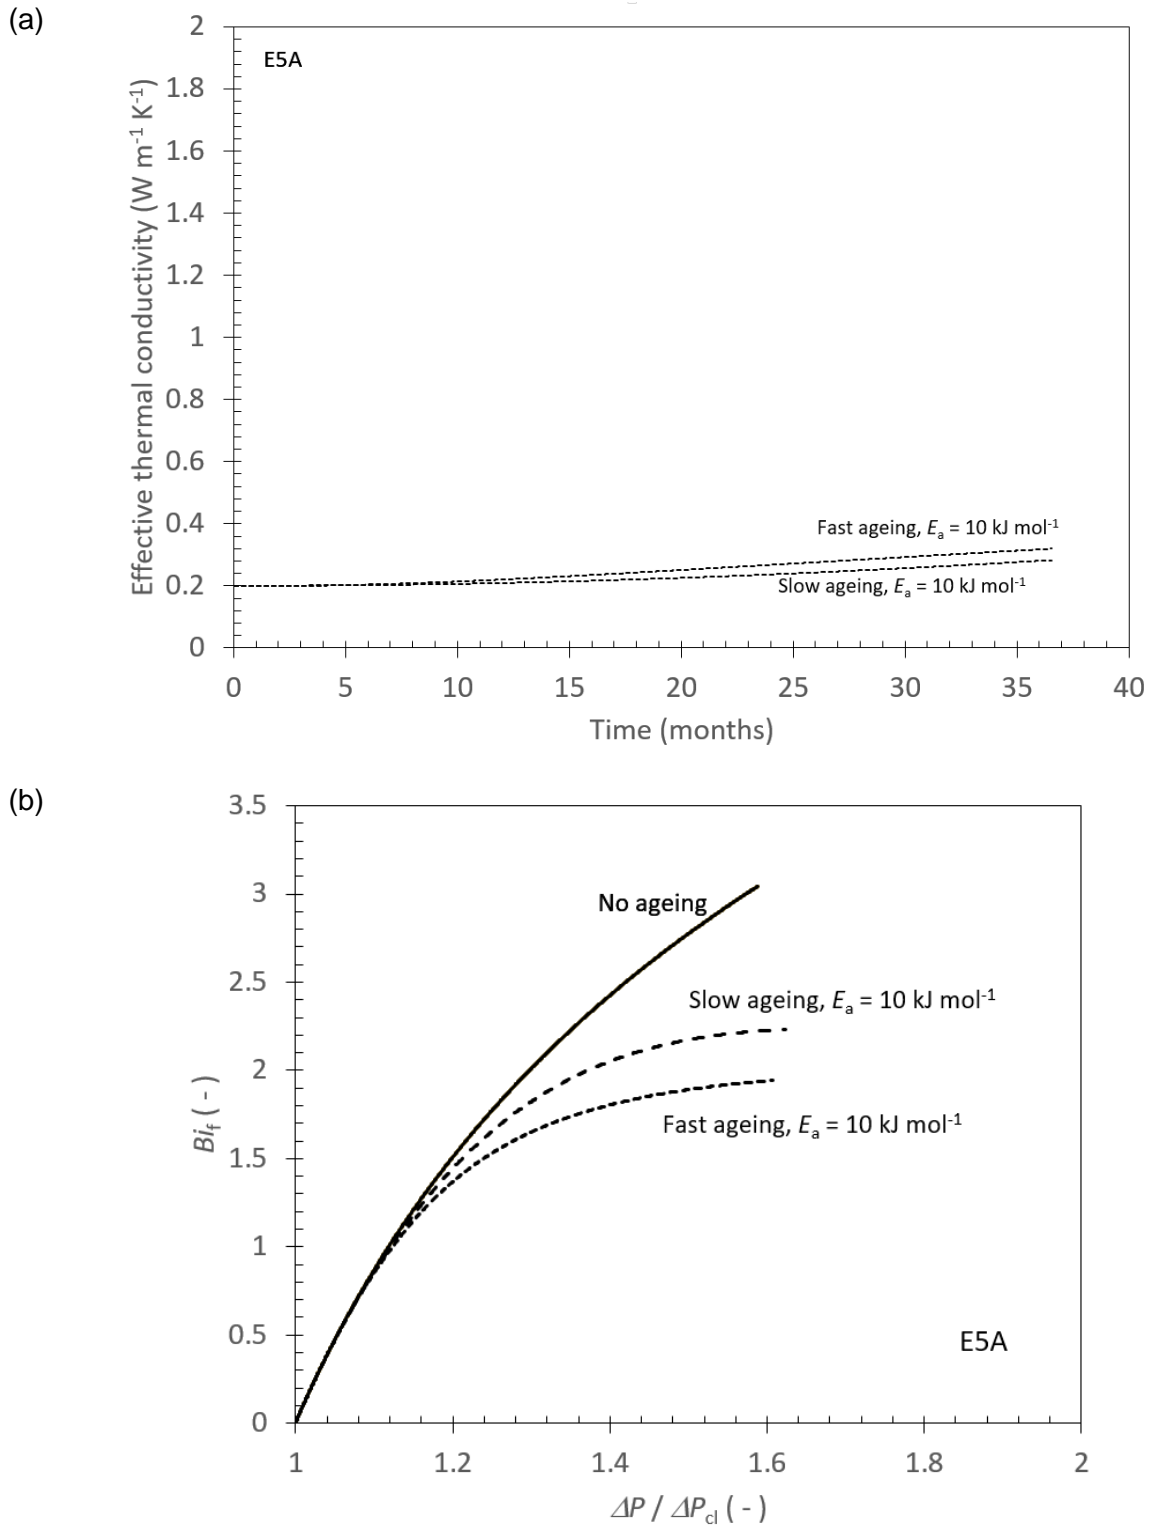 (a)
2
E5A
1.8
1.6
1.4
1.2
1
0.8
0.6
0.4
0.2
0
Effective thermal conductivity (W m⁻¹ K⁻¹)
Fast ageing, Eₐ = 10 kJ mol⁻¹
Slow ageing, Eₐ = 10 kJ mol⁻¹
0 5 10 15 20 25 30 35 40
Time (months)
(b)
3.5
3
2.5
2
1.5
1
0.5
0
Bi_f ( - )
No ageing
Slow ageing, Eₐ = 10 kJ mol⁻¹
Fast ageing, Eₐ = 10 kJ mol⁻¹
E5A
1 1.2 1.4 1.6 1.8 2
ΔP / ΔP_cl ( - )